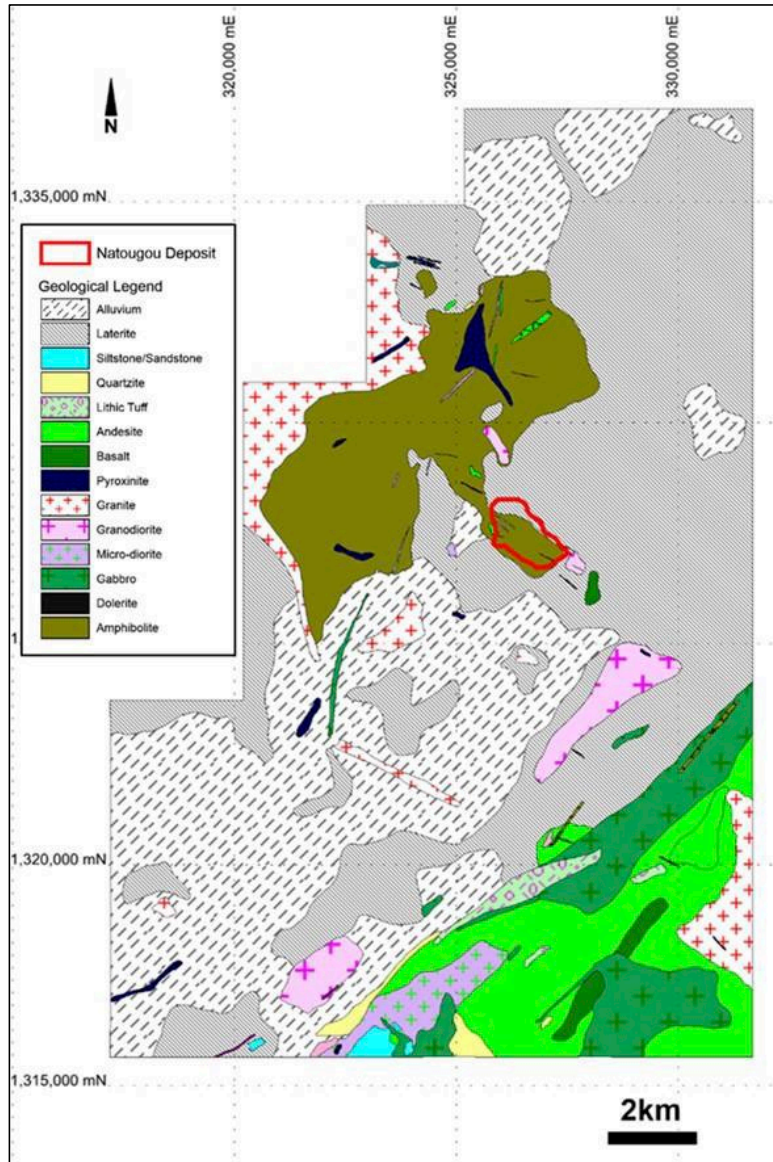 320,000 mE
325,000 mE
330,000 mE
N
1,335,000 mN
Natougou Deposit
Geological Legend
Alluvium
Laterite
Siltstone/Sandstone
Quartzite
Lithic Tuff
Andesite
Basalt
Pyroxinite
Granite
Granodiorite
Micro-diorite
Gabbro
Dolerite
Amphibolite
1
1,320,000 mN
1,315,000 mN
2km